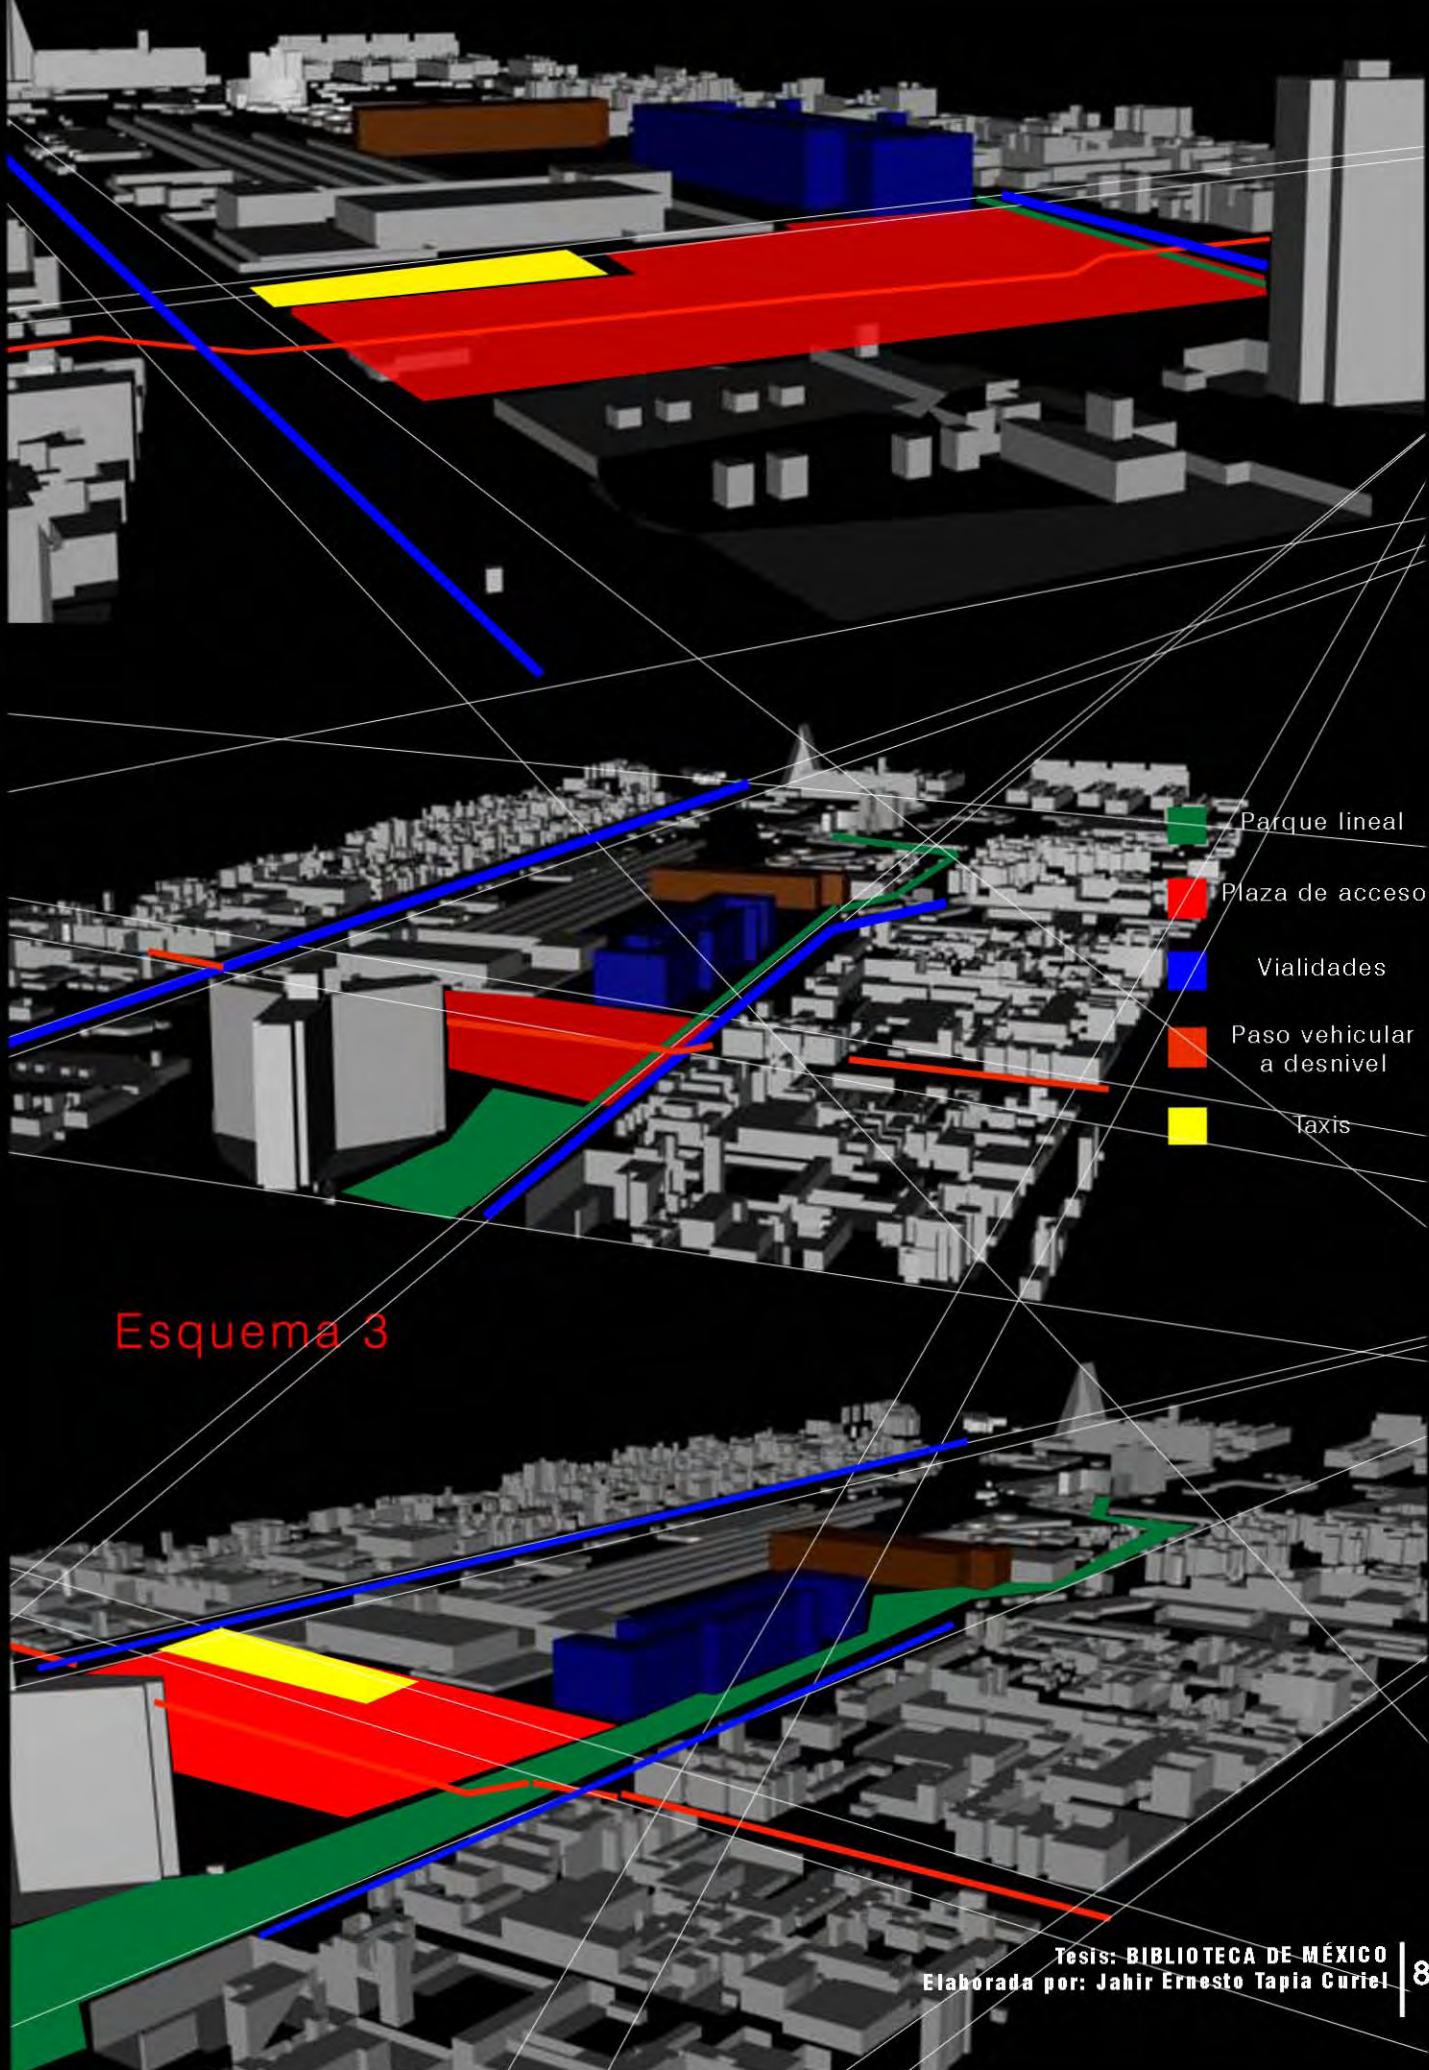 Parque lineal
Plaza de acceso
Vialidades
Paso vehicular
a desnivel
Taxis
Esquema 3
Tesis: BIBLIOTECA DE MÉXICO
Elaborada por: Jahir Ernesto Tapia Curiel
8